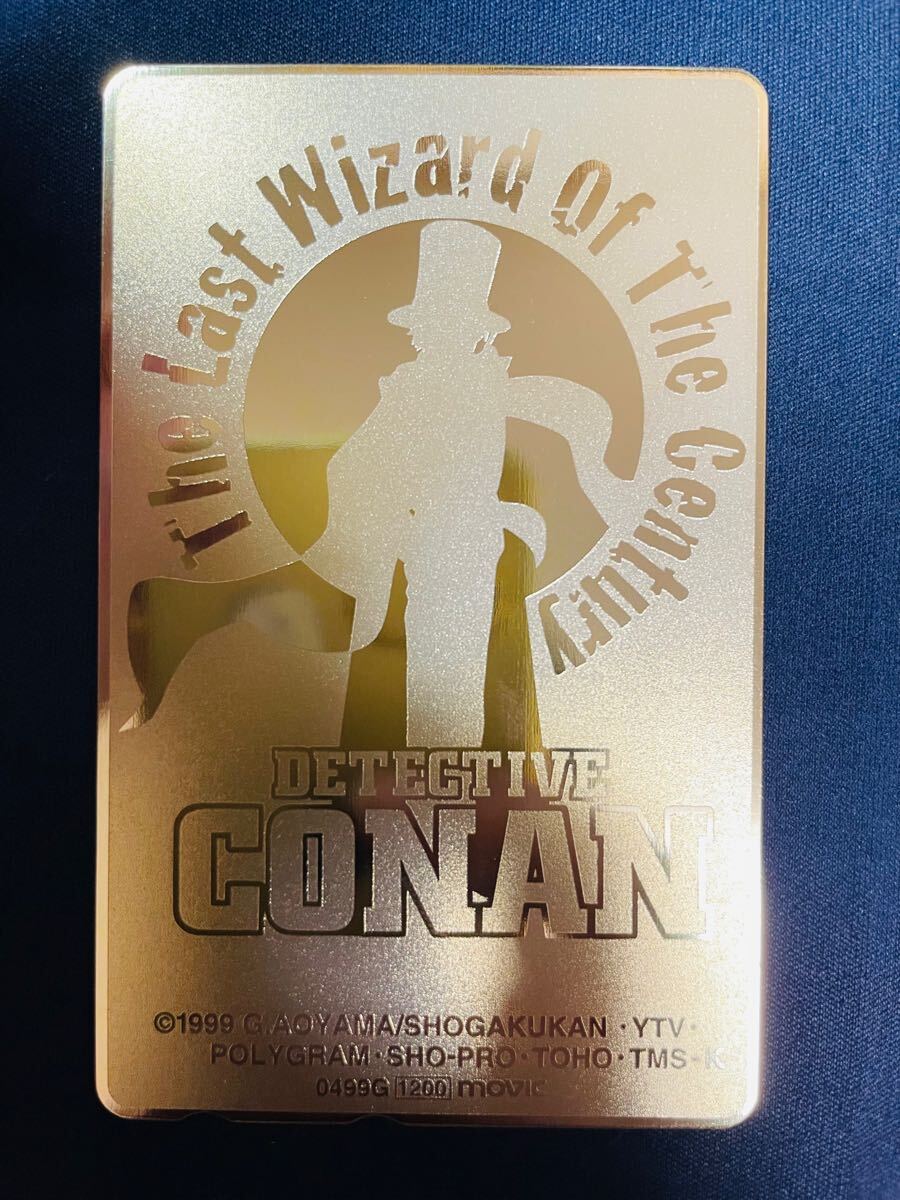 The Last Wizard Of The Century
DETECTIVE
CONAN
©1999 G.AOYAMA/SHOGAKUKAN・YTV・
POLYGRAM・SHO-PRO・TOHO・TMS・K
0499G 1200 movic